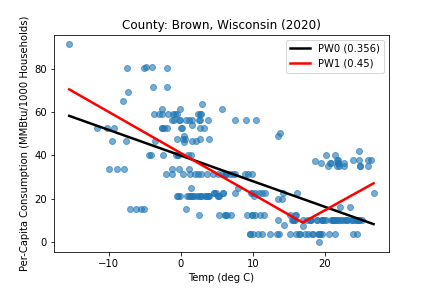 County: Brown, Wisconsin (2020)
PW0 (0.356)
PW1 (0.45)
Per-Capita Consumption (MMBtu/1000 Households)
80
60
40
20
0
−10 0 10 20
Temp (deg C)